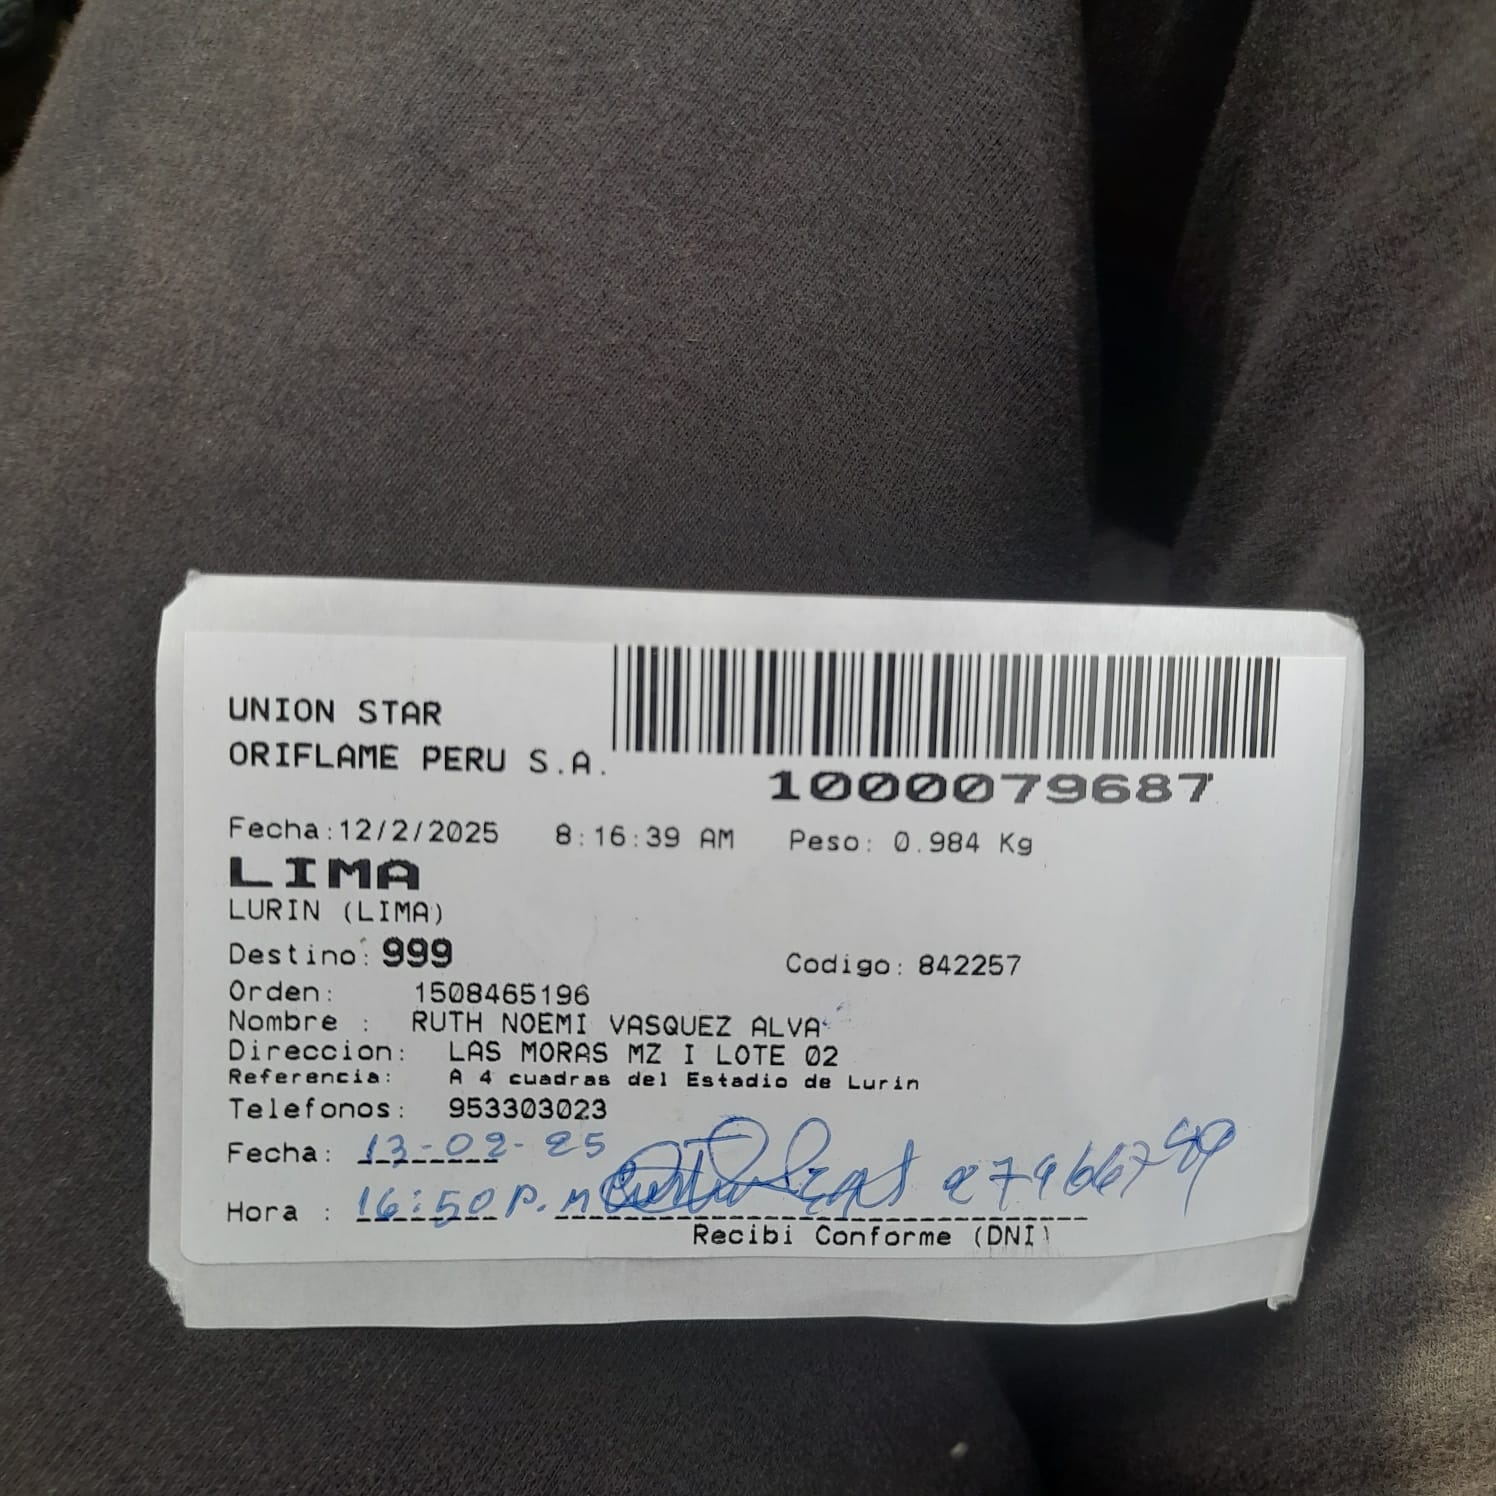 UNION STAR
ORIFLAME PERU S.A.
1000079687
Fecha:12/2/2025 8:16:39 AM Peso: 0.984 Kg
LIMA
LURIN (LIMA)
Destino: 999 Codigo: 842257
Orden: 1508465196
Nombre : RUTH NOEMI VASQUEZ ALVA
Direccion: LAS MORAS MZ I LOTE 02
Referencia: A 4 cuadras del Estadio de Lurin
Telefonos: 953303023
Fecha: 13-02-25
Hora : 16:50 P.M
Recibi Conforme (DNI)